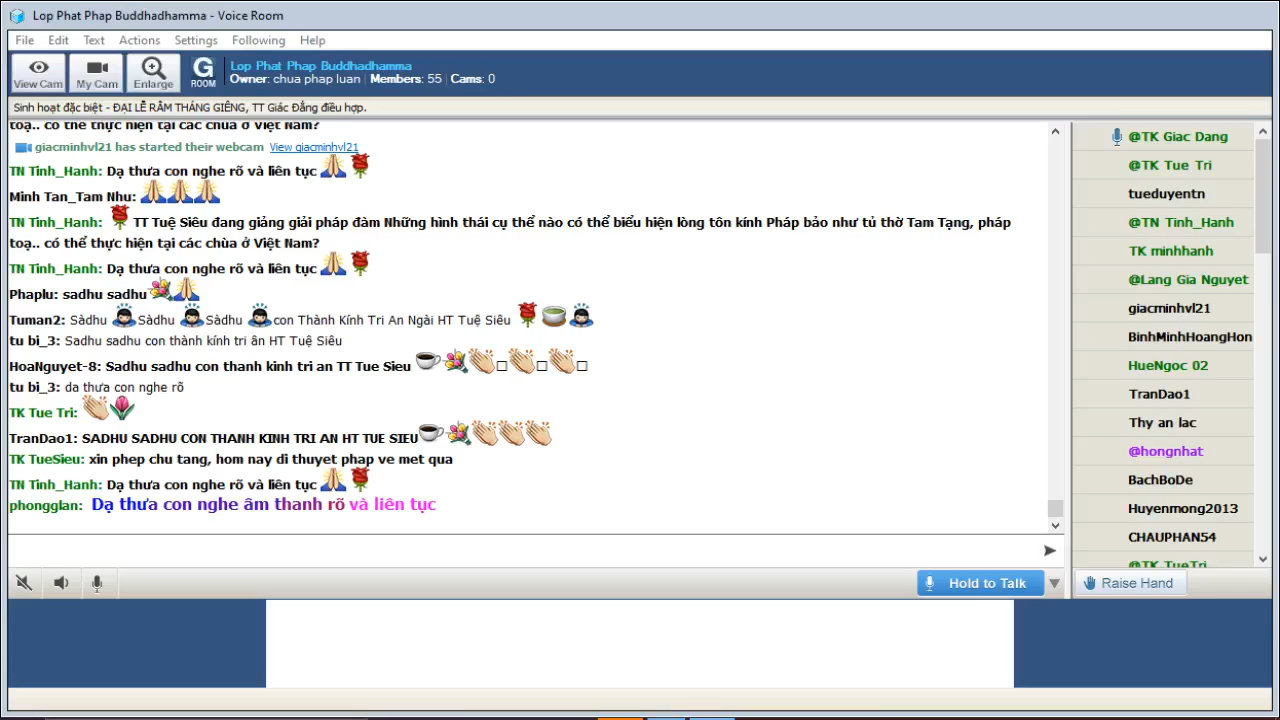 Lop Phat Phap Buddhadhamma - Voice Room
File Edit Text Actions Settings Following Help
View Cam My Cam Enlarge G ROOM
Lop Phat Phap Buddhadhamma
Owner: chua phap luan | Members: 55 | Cams: 0
Sinh hoạt đặc biệt - ĐẠI LỄ RẰM THÁNG GIÊNG, TT Giác Đẳng điều hợp.
toạ.. có thể thực hiện tại các chùa ở Việt Nam?
giacminhvl21 has started their webcam View giacminhvl21
TN Tinh_Hanh: Dạ thưa con nghe rõ và liên tục
Minh Tan_Tam Nhu:
TN Tinh_Hanh: TT Tuệ Siêu đang giảng giải pháp đàm Những hình thái cụ thể nào có thể biểu hiện lòng tôn kính Pháp bảo như tủ thờ Tam Tạng, pháp
toạ.. có thể thực hiện tại các chùa ở Việt Nam?
TN Tinh_Hanh: Dạ thưa con nghe rõ và liên tục
Phaplu: sadhu sadhu
Tuman2: Sàdhu Sàdhu Sàdhu con Thành Kính Tri An Ngài HT Tuệ Siêu
tu bi_3: Sadhu sadhu con thành kính tri ân HT Tuệ Siêu
HoaNguyet-8: Sadhu sadhu con thanh kinh tri an TT Tue Sieu
tu bi_3: da thưa con nghe rõ
TK Tue Tri:
TranDao1: SADHU SADHU CON THANH KINH TRI AN HT TUE SIEU
TK TueSieu: xin phep chu tang, hom nay di thuyet phap ve met qua
TN Tinh_Hanh: Dạ thưa con nghe rõ và liên tục
phongglan: Dạ thưa con nghe âm thanh rõ và liên tục
Hold to Talk
@TK Giac Dang
@TK Tue Tri
tueduyentn
@TN Tinh_Hanh
TK minhhanh
@Lang Gia Nguyet
giacminhvl21
BinhMinhHoangHon
HueNgoc 02
TranDao1
Thy an lac
@hongnhat
BachBoDe
Huyenmong2013
CHAUPHAN54
@TK TueTri
Raise Hand